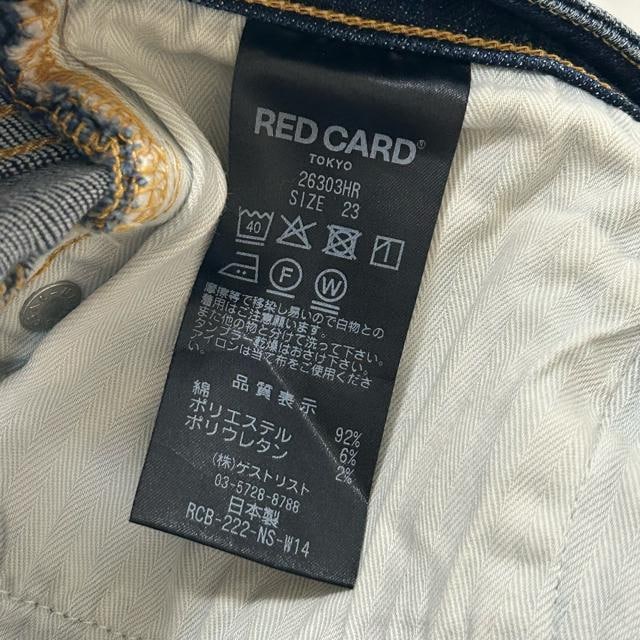 RED CARD®
TOKYO
26303HR
SIZE 23
40
F W
摩擦等で移染し易いので白物との
着用はご注意願います。
また他の物と分けて洗って下さい。
タンブラー乾燥はお避け下さい。
アイロンは当て布をご使用ください
品質表示
綿 92%
ポリエステル 6%
ポリウレタン 2%
(株)ゲストリスト
03-5728-8788
日本製
RCB-222-NS-W14